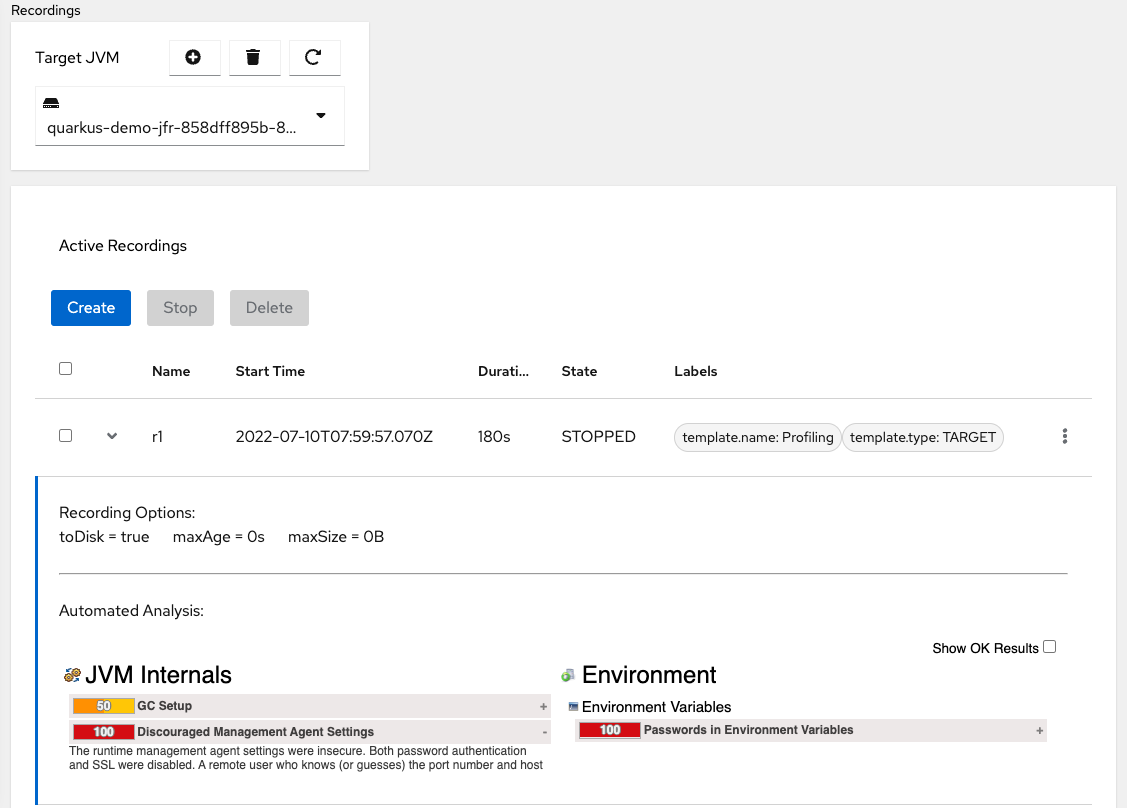 Recordings
Target JVM
quarkus-demo-jfr-858dff895b-8...
Active Recordings
Create Stop Delete
Name Start Time Durati... State Labels
r1 2022-07-10T07:59:57.070Z 180s STOPPED template.name: Profiling template.type: TARGET
Recording Options:
toDisk = true maxAge = 0s maxSize = 0B
Automated Analysis:
Show OK Results
JVM Internals
50 GC Setup +
100 Discouraged Management Agent Settings -
The runtime management agent settings were insecure. Both password authentication
and SSL were disabled. A remote user who knows (or guesses) the port number and host
Environment
Environment Variables
100 Passwords in Environment Variables +